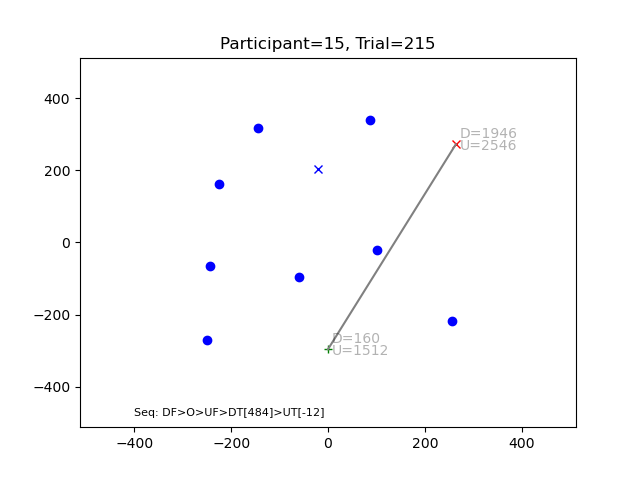 Participant=15, Trial=215
400
200
0
−200
−400
D=1946
U=2546
D=160
U=1512
Seq: DF>O>UF>DT[484]>UT[-12]
−400
−200
0
200
400